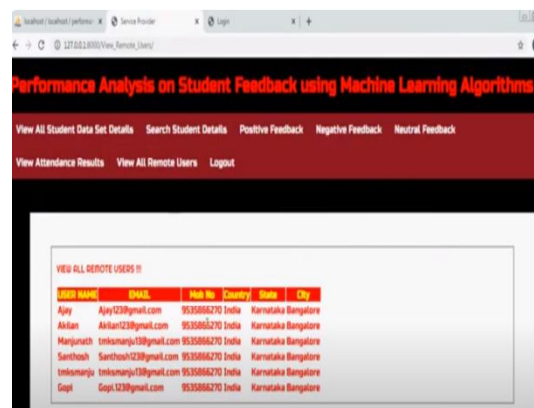 localhost / localhost / performan
Service Provider
Login
127.0.0.1:8000/View_Remote_Users/
Performance Analysis on Student Feedback using Machine Learning Algorithms
View All Student Data Set Details Search Student Details Positive Feedback Negative Feedback Neutral Feedback
View Attendance Results View All Remote Users Logout
VIEW ALL REMOTE USERS !!!
USER NAME EMAIL Mob No Country State City
Ajay Ajay123@gmail.com 9535866270 India Karnataka Bangalore
Akilan Akilan123@gmail.com 9535866270 India Karnataka Bangalore
Manjunath tmksmanju13@gmail.com 9535866270 India Karnataka Bangalore
Santhosh Santhosh123@gmail.com 9535866270 India Karnataka Bangalore
tmksmanju tmksmanju13@gmail.com 9535866270 India Karnataka Bangalore
Gopi Gopi.123@gmail.com 9535866270 India Karnataka Bangalore